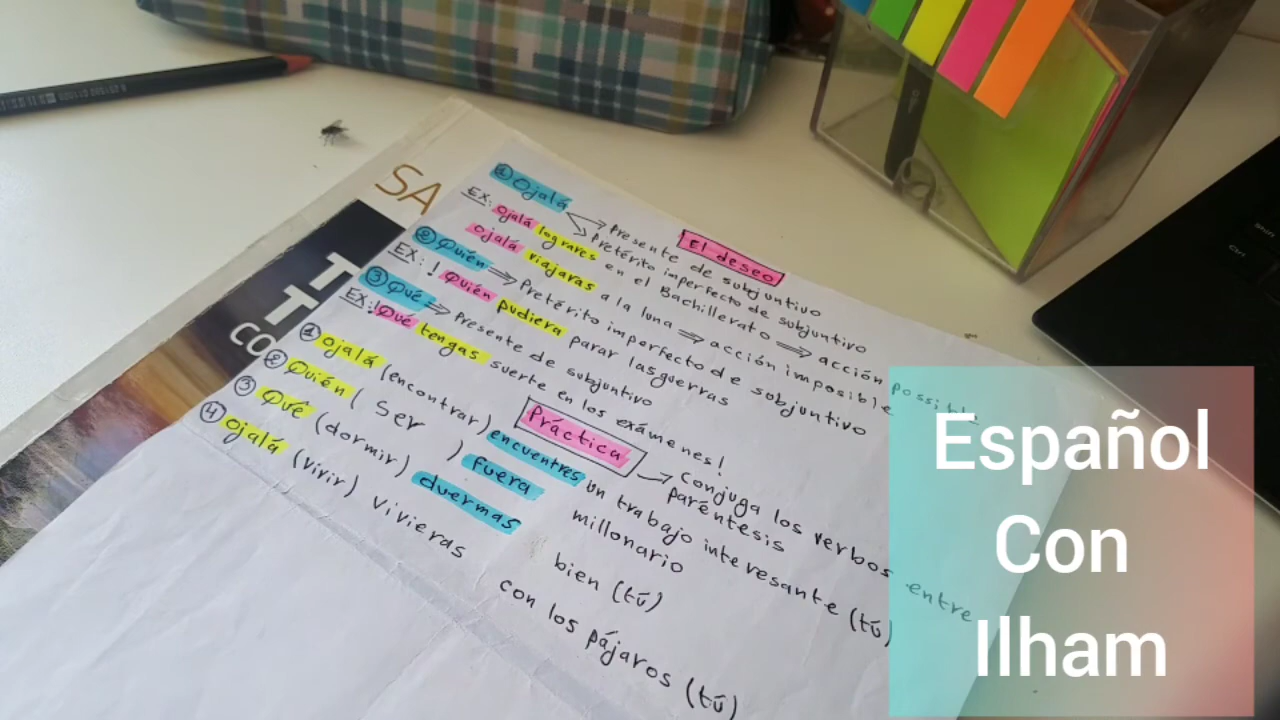 SA
T
T
CO
El deseo
① Ojalá → Presente de subjuntivo
→ Pretérito imperfecto de subjuntivo
EX: Ojalá lograres en el Bachillerato ⇒ acción possible
Ojalá viajaras a la luna ⇒ acción imposible
② Quién ⇒ Pretérito imperfecto de subjuntivo
EX: ! Quién pudiera parar las guerras
③ Qué ⇒ Presente de subjuntivo
EX: ! Qué tengas suerte en los exámenes!
Práctica → Conjuga los verbos entre
paréntesis
① Ojalá (encontrar) encuentres un trabajo interesante (tú)
② Quién ( Ser ) fuera millonario
③ Qué (dormir) duermas bien (tú)
④ Ojalá (vivir) vivieras con los pájaros (tú)
Shift
Ctrl
Español
Con
Ilham